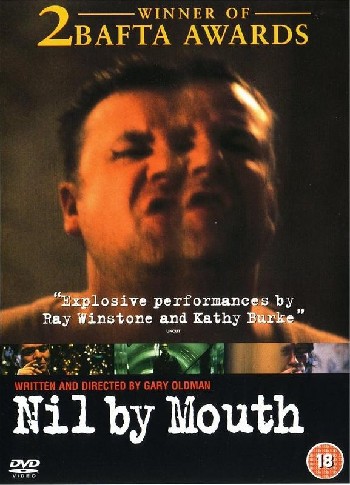 2
WINNER OF
BAFTA AWARDS
"Explosive performances by
Ray Winstone and Kathy Burke"
UNCUT
WRITTEN AND DIRECTED BY GARY OLDMAN
Nil by Mouth
DVD
VIDEO
18